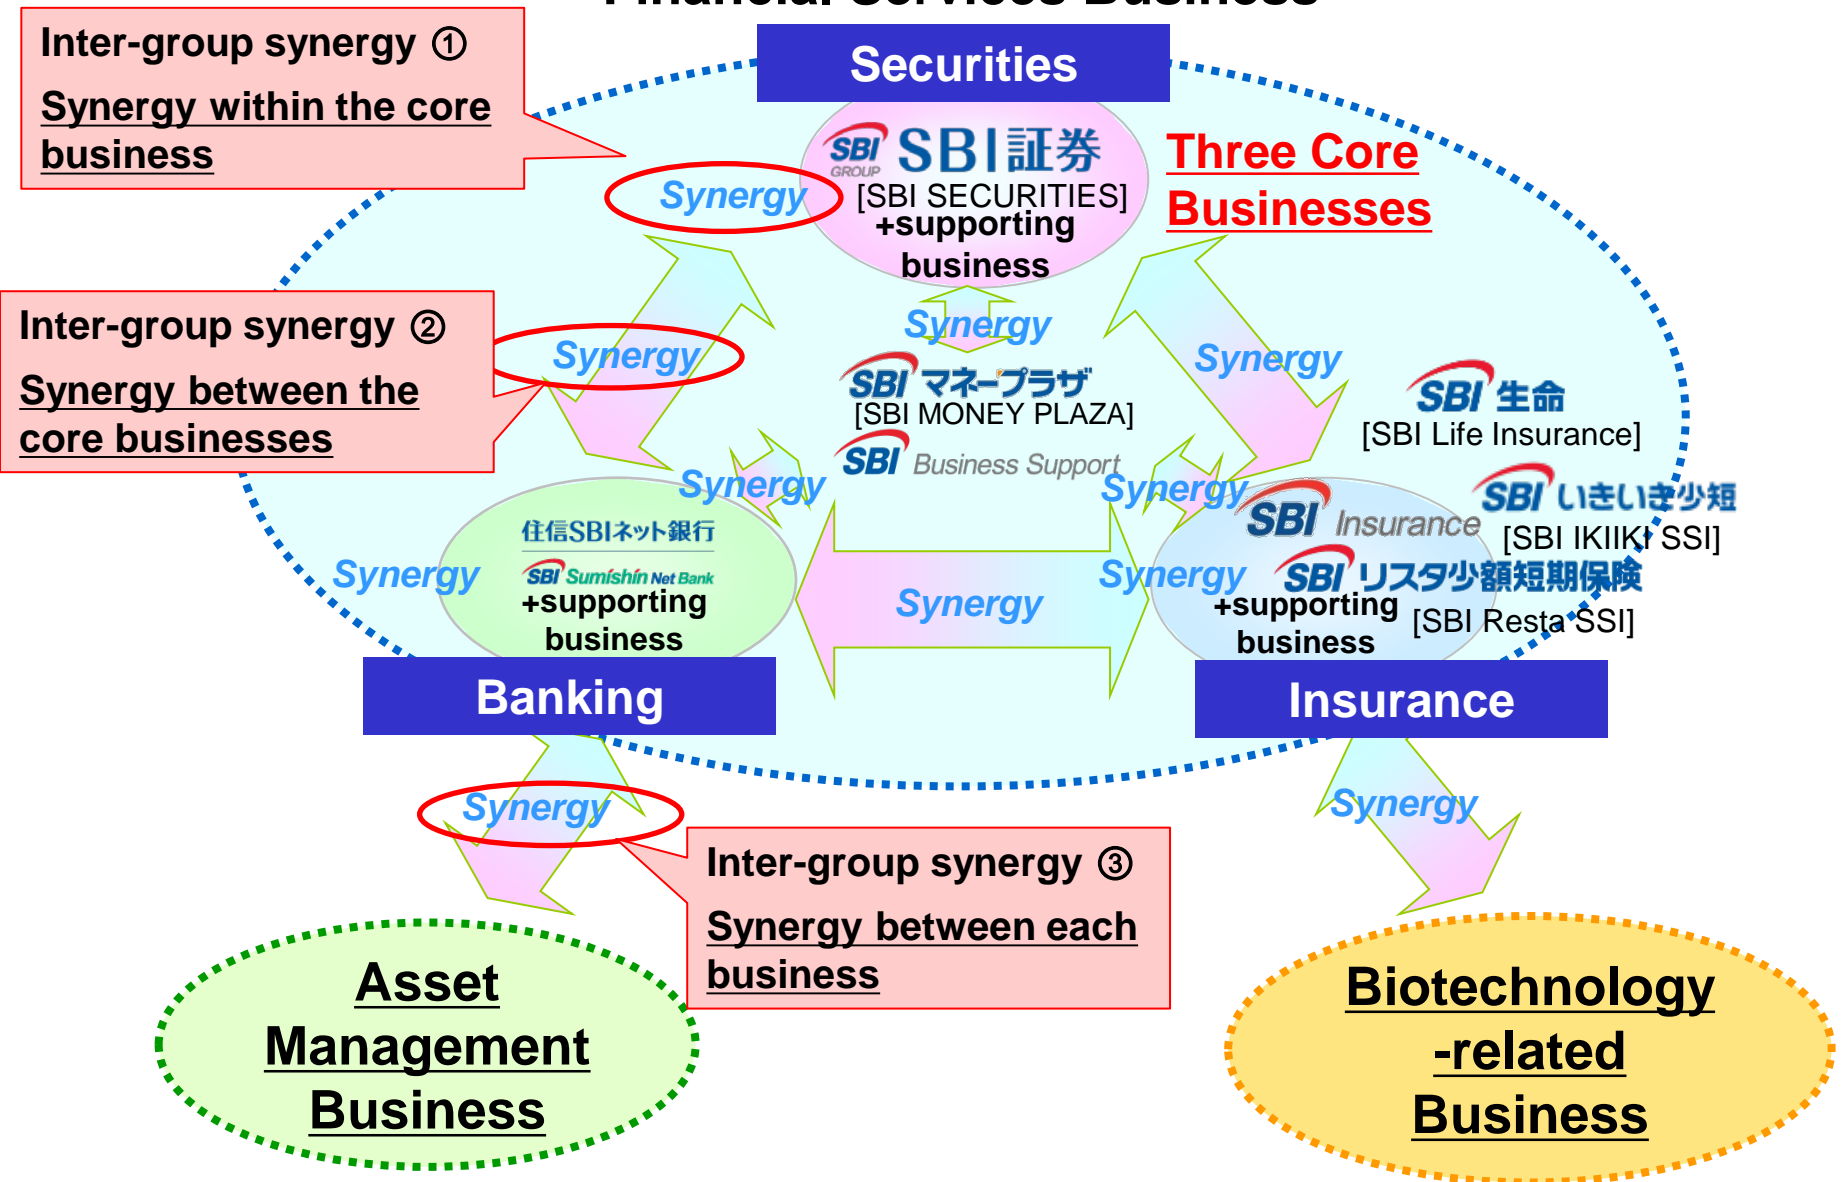 Financial Services Business
Inter-group synergy ①
Synergy within the core
business
Securities
SBI GROUP SBI証券
[SBI SECURITIES]
+supporting
business
Synergy
Three Core
Businesses
Inter-group synergy ②
Synergy between the
core businesses
Synergy
Synergy
Synergy
SBI マネープラザ
[SBI MONEY PLAZA]
SBI Business Support
SBI 生命
[SBI Life Insurance]
Synergy
Synergy
SBI いきいき少短
[SBI IKIIKI SSI]
住信SBIネット銀行
SBI Sumishin Net Bank
+supporting
business
Synergy
Synergy
Synergy
SBI Insurance
SBI リスタ少額短期保険
[SBI Resta SSI]
+supporting
business
Banking
Insurance
Synergy
Synergy
Inter-group synergy ③
Synergy between each
business
Asset
Management
Business
Biotechnology
-related
Business